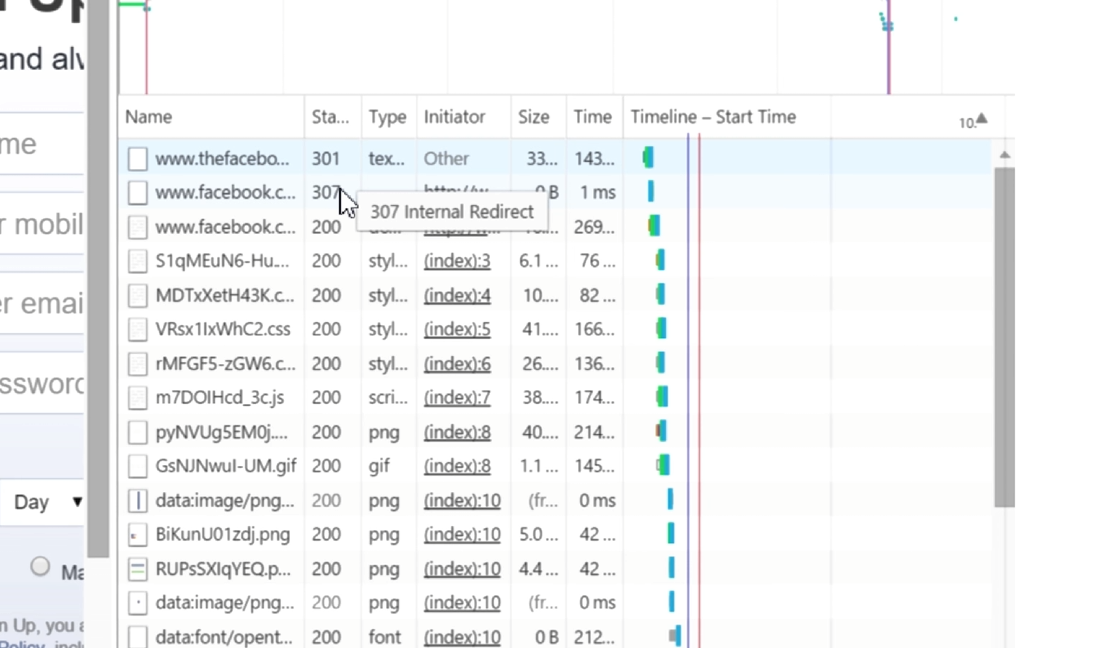 and alv
Name Sta... Type Initiator Size Time Timeline – Start Time 10.
www.thefacebo... 301 tex... Other 33... 143...
me
www.facebook.c... 307 http://w... 0 B 1 ms
307 Internal Redirect
r mobil www.facebook.c... 200 http://w... 269...
S1qMEuN6-Hu.... 200 styl... (index):3 6.1 ... 76 ...
er emai MDTxXetH43K.c... 200 styl... (index):4 10.... 82 ...
VRsx1IxWhC2.css 200 styl... (index):5 41.... 166...
rMFGF5-zGW6.c... 200 styl... (index):6 26.... 136...
ssword m7DOIHcd_3c.js 200 scri... (index):7 38.... 174...
pyNVUg5EM0j.... 200 png (index):8 40.... 214...
GsNJNwuI-UM.gif 200 gif (index):8 1.1 ... 145...
Day data:image/png... 200 png (index):10 (fr... 0 ms
BiKunU01zdj.png 200 png (index):10 5.0 ... 42 ...
Ma RUPsSXIqYEQ.p... 200 png (index):10 4.4 ... 42 ...
data:image/png... 200 png (index):10 (fr... 0 ms
n Up, you a data:font/opent... 200 font (index):10 0 B 212...
Policy, incl